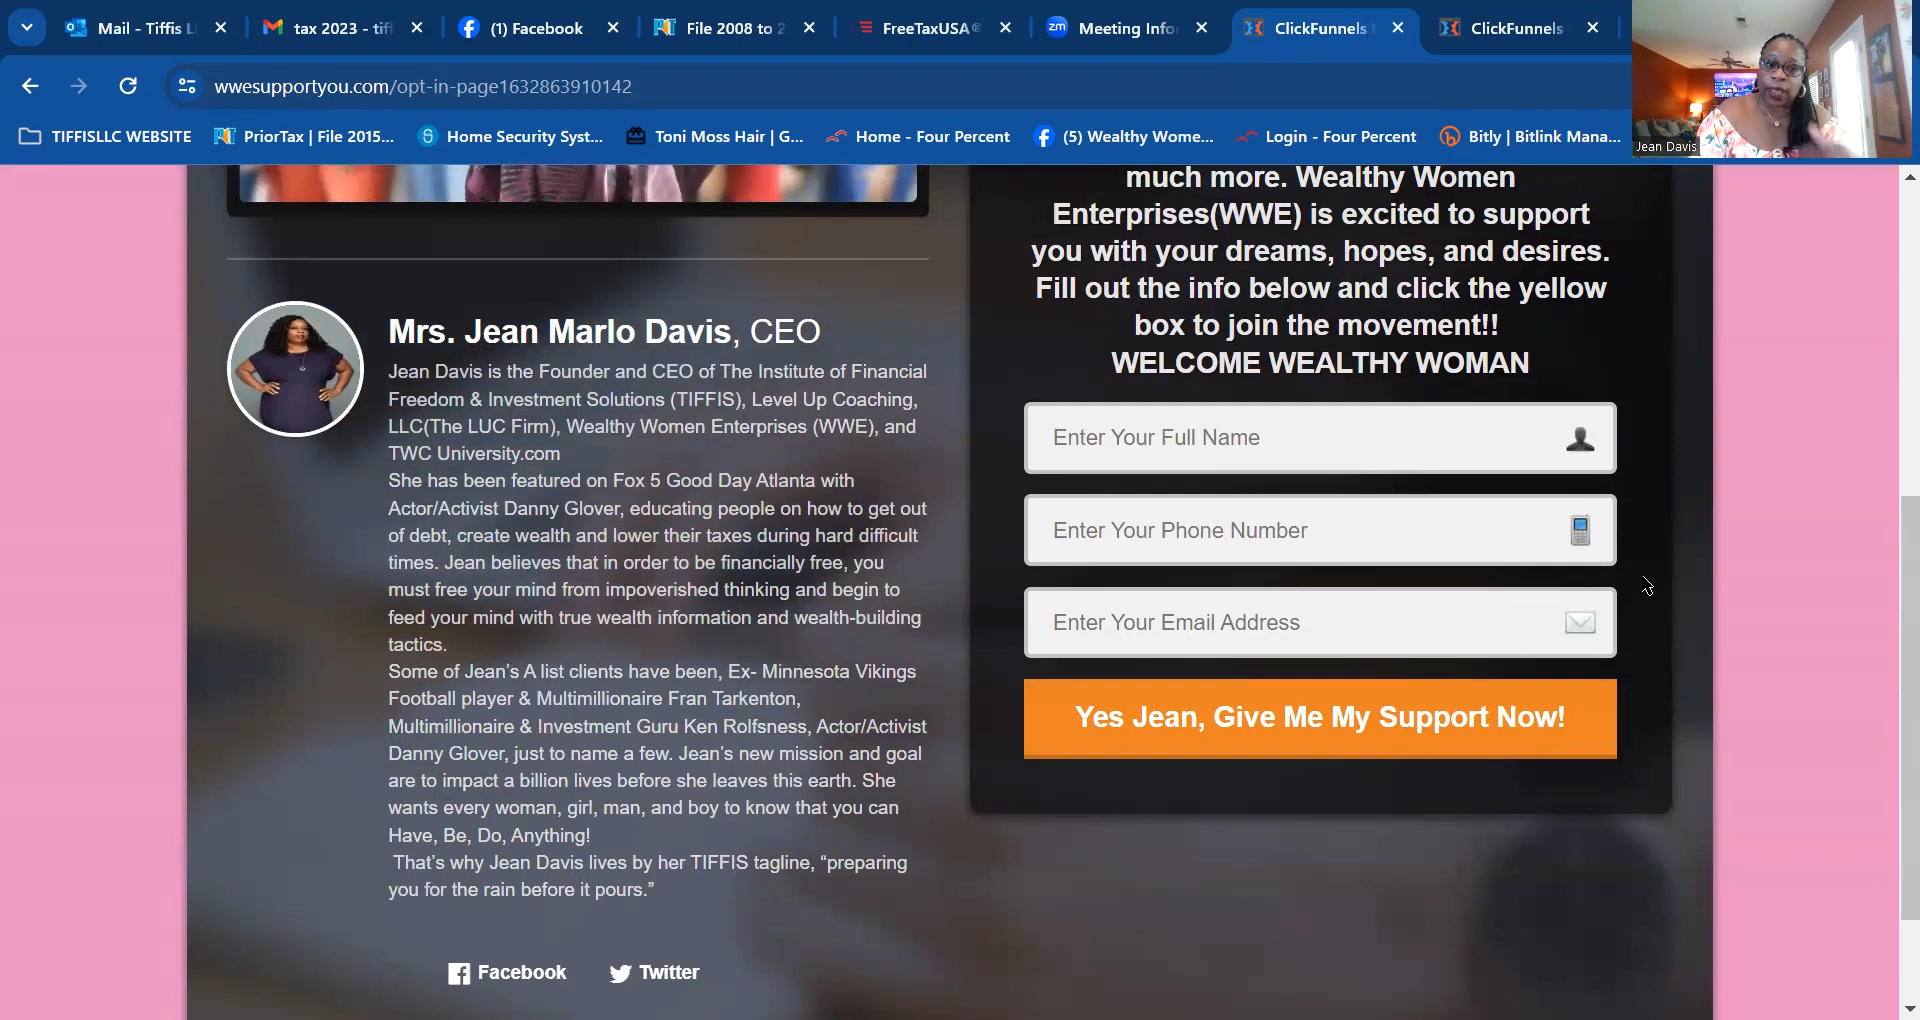 Mail - Tiffis L
tax 2023 - tif
(1) Facebook
File 2008 to 2
FreeTaxUSA®
Meeting Info
ClickFunnels
ClickFunnels
wwesupportyou.com/opt-in-page1632863910142
TIFFISLLC WEBSITE
PriorTax | File 2015...
Home Security Syst...
Toni Moss Hair | G...
Home - Four Percent
(5) Wealthy Wome...
Login - Four Percent
Bitly | Bitlink Mana...
Jean Davis
Mrs. Jean Marlo Davis, CEO
Jean Davis is the Founder and CEO of The Institute of Financial
Freedom & Investment Solutions (TIFFIS), Level Up Coaching,
LLC(The LUC Firm), Wealthy Women Enterprises (WWE), and
TWC University.com
She has been featured on Fox 5 Good Day Atlanta with
Actor/Activist Danny Glover, educating people on how to get out
of debt, create wealth and lower their taxes during hard difficult
times. Jean believes that in order to be financially free, you
must free your mind from impoverished thinking and begin to
feed your mind with true wealth information and wealth-building
tactics.
Some of Jean's A list clients have been, Ex- Minnesota Vikings
Football player & Multimillionaire Fran Tarkenton,
Multimillionaire & Investment Guru Ken Rolfsness, Actor/Activist
Danny Glover, just to name a few. Jean's new mission and goal
are to impact a billion lives before she leaves this earth. She
wants every woman, girl, man, and boy to know that you can
Have, Be, Do, Anything!
That's why Jean Davis lives by her TIFFIS tagline, “preparing
you for the rain before it pours.”
Facebook
Twitter
much more. Wealthy Women
Enterprises(WWE) is excited to support
you with your dreams, hopes, and desires.
Fill out the info below and click the yellow
box to join the movement!!
WELCOME WEALTHY WOMAN
Enter Your Full Name
Enter Your Phone Number
Enter Your Email Address
Yes Jean, Give Me My Support Now!